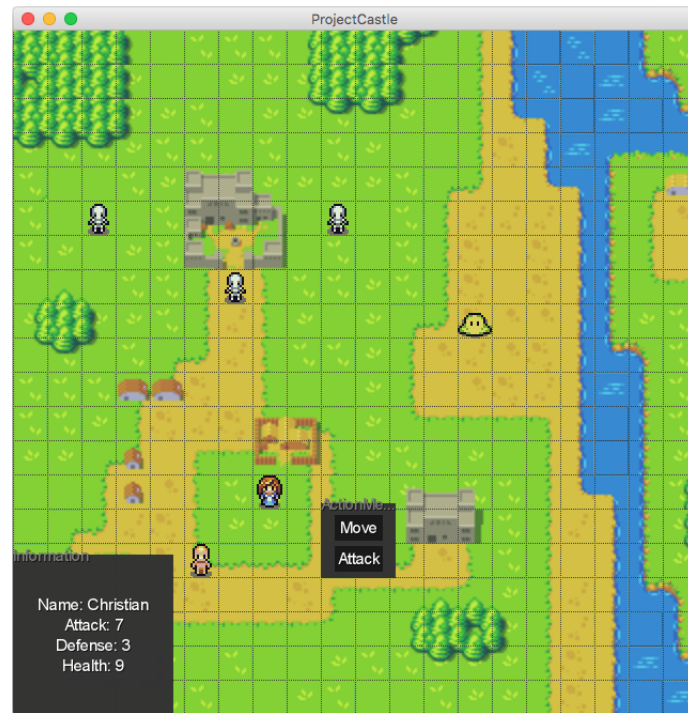 ProjectCastle
ActionMe...
Move
Attack
Information
Name: Christian
Attack: 7
Defense: 3
Health: 9